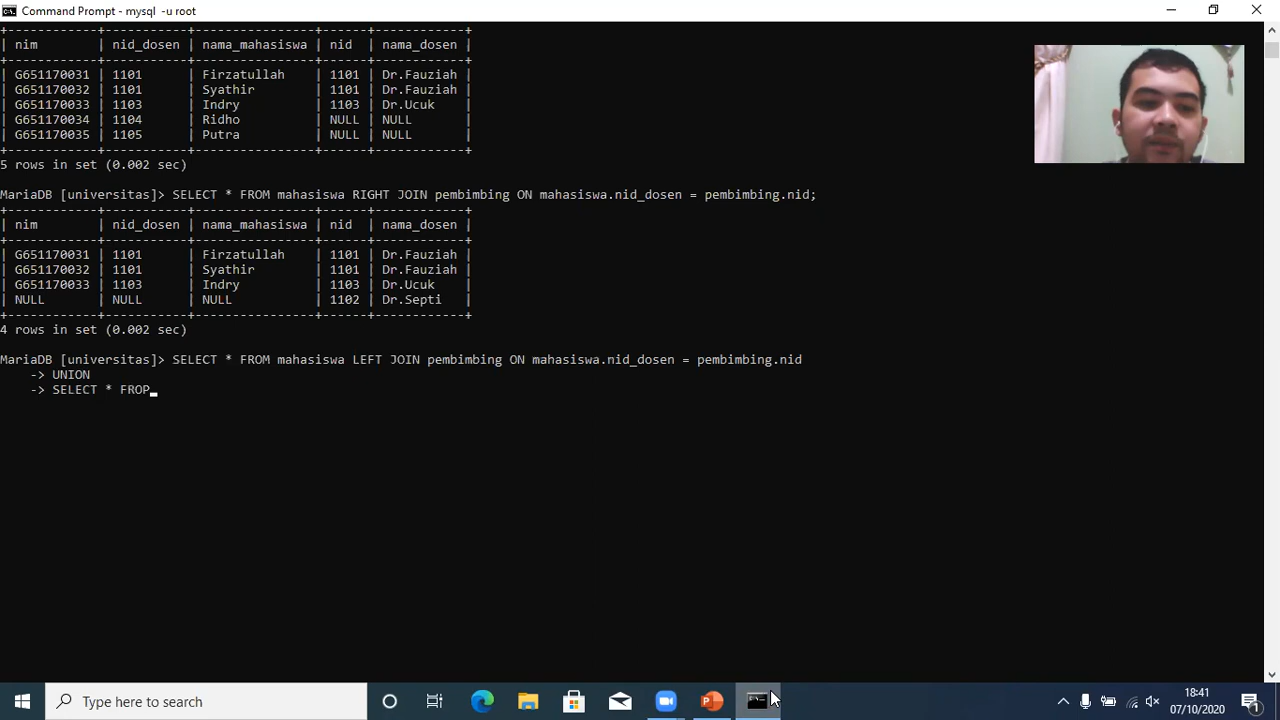 Command Prompt - mysql -u root
+-----------+-----------+----------------+------+------------+
| nim       | nid_dosen | nama_mahasiswa | nid  | nama_dosen |
+-----------+-----------+----------------+------+------------+
| G651170031 | 1101      | Firzatullah    | 1101 | Dr.Fauziah |
| G651170032 | 1101      | Syathir        | 1101 | Dr.Fauziah |
| G651170033 | 1103      | Indry          | 1103 | Dr.Ucuk    |
| G651170034 | 1104      | Ridho          | NULL | NULL       |
| G651170035 | 1105      | Putra          | NULL | NULL       |
+-----------+-----------+----------------+------+------------+
5 rows in set (0.002 sec)
MariaDB [universitas]> SELECT * FROM mahasiswa RIGHT JOIN pembimbing ON mahasiswa.nid_dosen = pembimbing.nid;
+-----------+-----------+----------------+------+------------+
| nim       | nid_dosen | nama_mahasiswa | nid  | nama_dosen |
+-----------+-----------+----------------+------+------------+
| G651170031 | 1101      | Firzatullah    | 1101 | Dr.Fauziah |
| G651170032 | 1101      | Syathir        | 1101 | Dr.Fauziah |
| G651170033 | 1103      | Indry          | 1103 | Dr.Ucuk    |
| NULL      | NULL      | NULL           | 1102 | Dr.Septi   |
+-----------+-----------+----------------+------+------------+
4 rows in set (0.002 sec)
MariaDB [universitas]> SELECT * FROM mahasiswa LEFT JOIN pembimbing ON mahasiswa.nid_dosen = pembimbing.nid
-> UNION
-> SELECT * FROP
Type here to search
18:41
07/10/2020
1